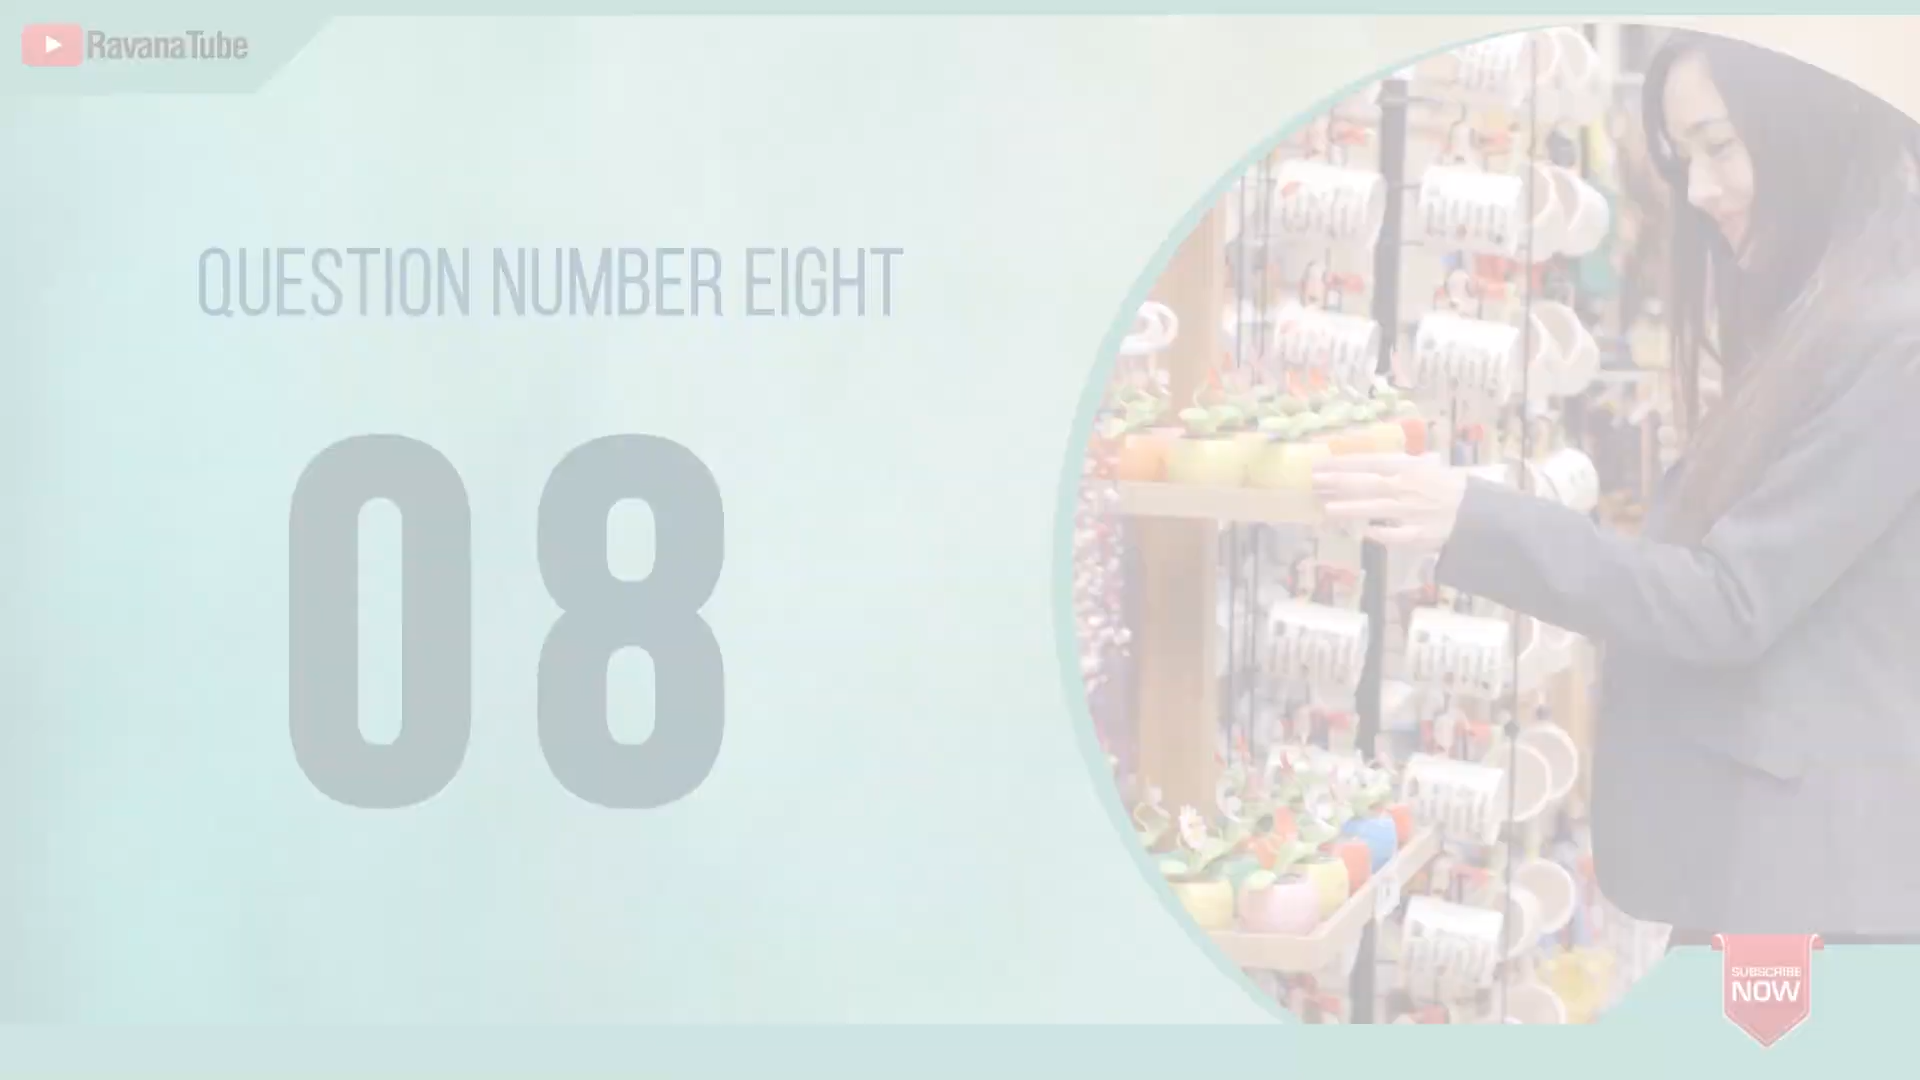 RavanaTube
QUESTION NUMBER EIGHT
08
SUBSCRIBE
NOW